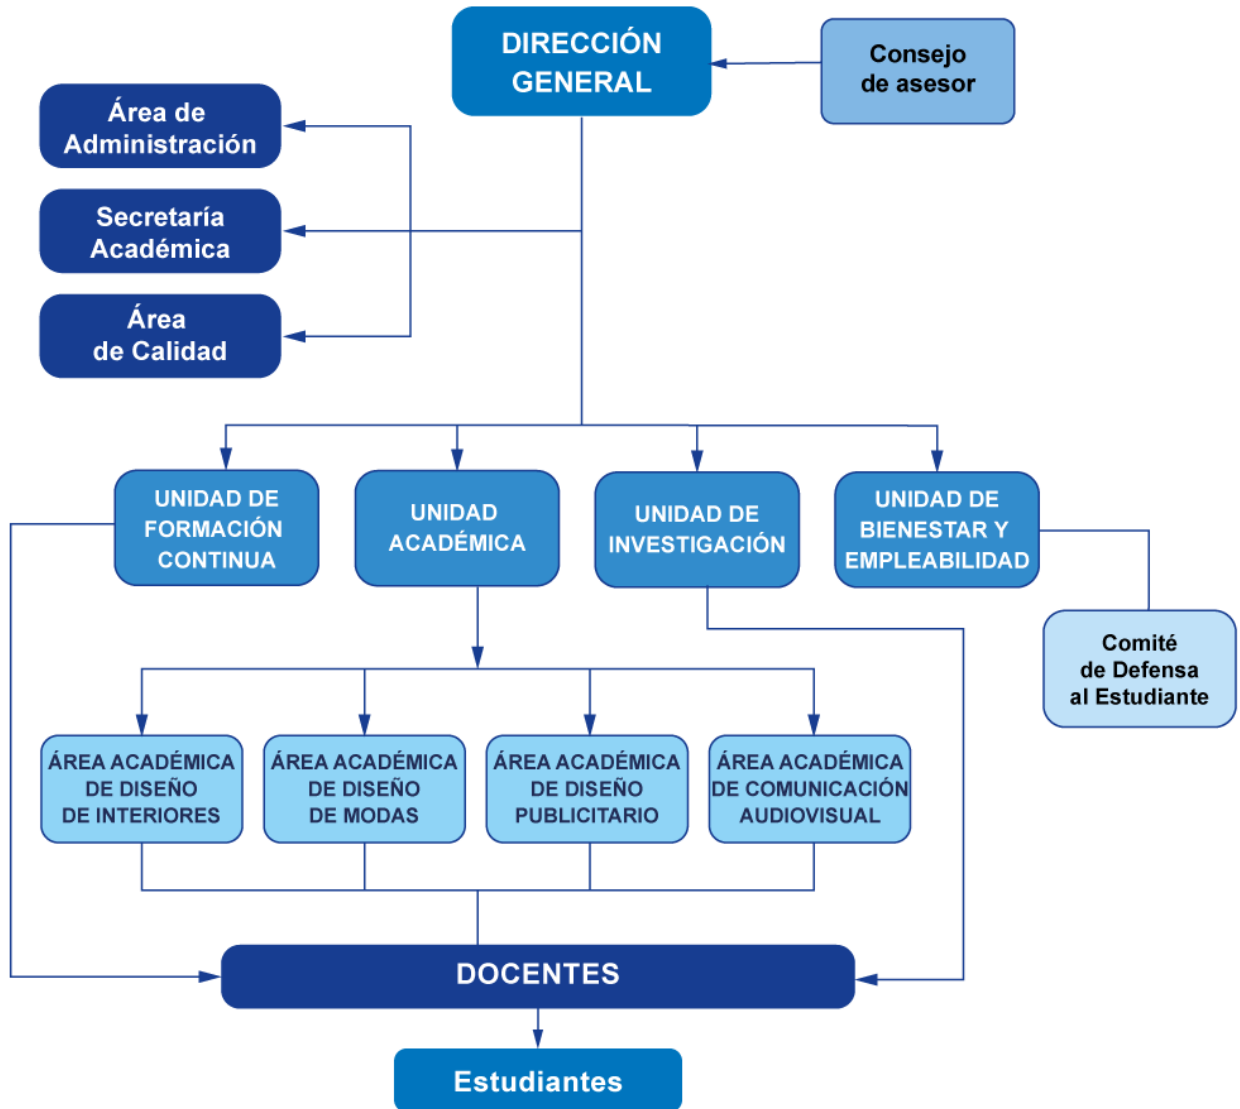 DIRECCIÓN
GENERAL
Consejo
de asesor
Área de
Administración
Secretaría
Académica
Área
de Calidad
UNIDAD DE
FORMACIÓN
CONTINUA
UNIDAD
ACADÉMICA
UNIDAD DE
INVESTIGACIÓN
UNIDAD DE
BIENESTAR Y
EMPLEABILIDAD
Comité
de Defensa
al Estudiante
ÁREA ACADÉMICA
DE DISEÑO
DE INTERIORES
ÁREA ACADÉMICA
DE DISEÑO
DE MODAS
ÁREA ACADÉMICA
DE DISEÑO
PUBLICITARIO
ÁREA ACADÉMICA
DE COMUNICACIÓN
AUDIOVISUAL
DOCENTES
Estudiantes